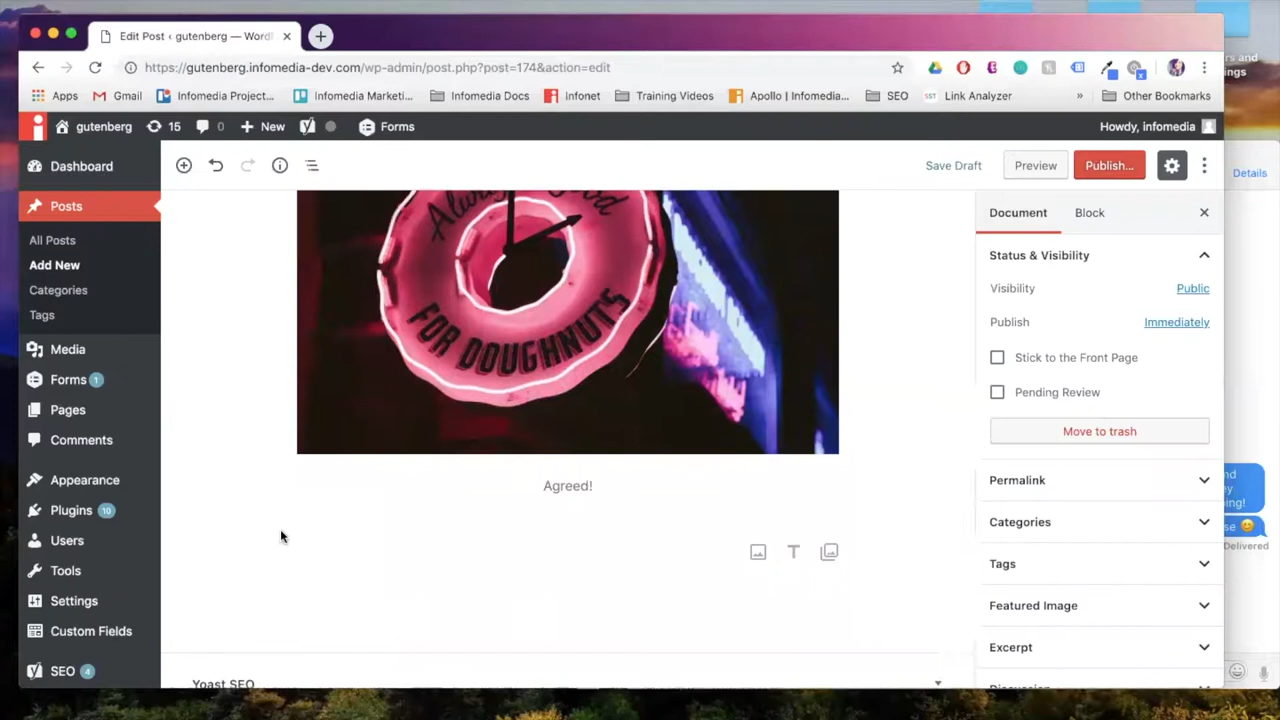 Edit Post ‹ gutenberg — Word
https://gutenberg.infomedia-dev.com/wp-admin/post.php?post=174&action=edit
Apps Gmail Infomedia Project... Infomedia Marketi... Infomedia Docs Infonet Training Videos Apollo | Infomedia... SEO SST Link Analyzer » Other Bookmarks
gutenberg 15 0 New Forms Howdy, infomedia
Dashboard
Posts
All Posts
Add New
Categories
Tags
Media
Forms 1
Pages
Comments
Appearance
Plugins 10
Users
Tools
Settings
Custom Fields
SEO 4
Save Draft Preview Publish...
Always Good
FOR DOUGHNUTS
Agreed!
Yoast SEO
Document Block
Status & Visibility
Visibility Public
Publish Immediately
Stick to the Front Page
Pending Review
Move to trash
Permalink
Categories
Tags
Featured Image
Excerpt
Discussion
Details
Delivered